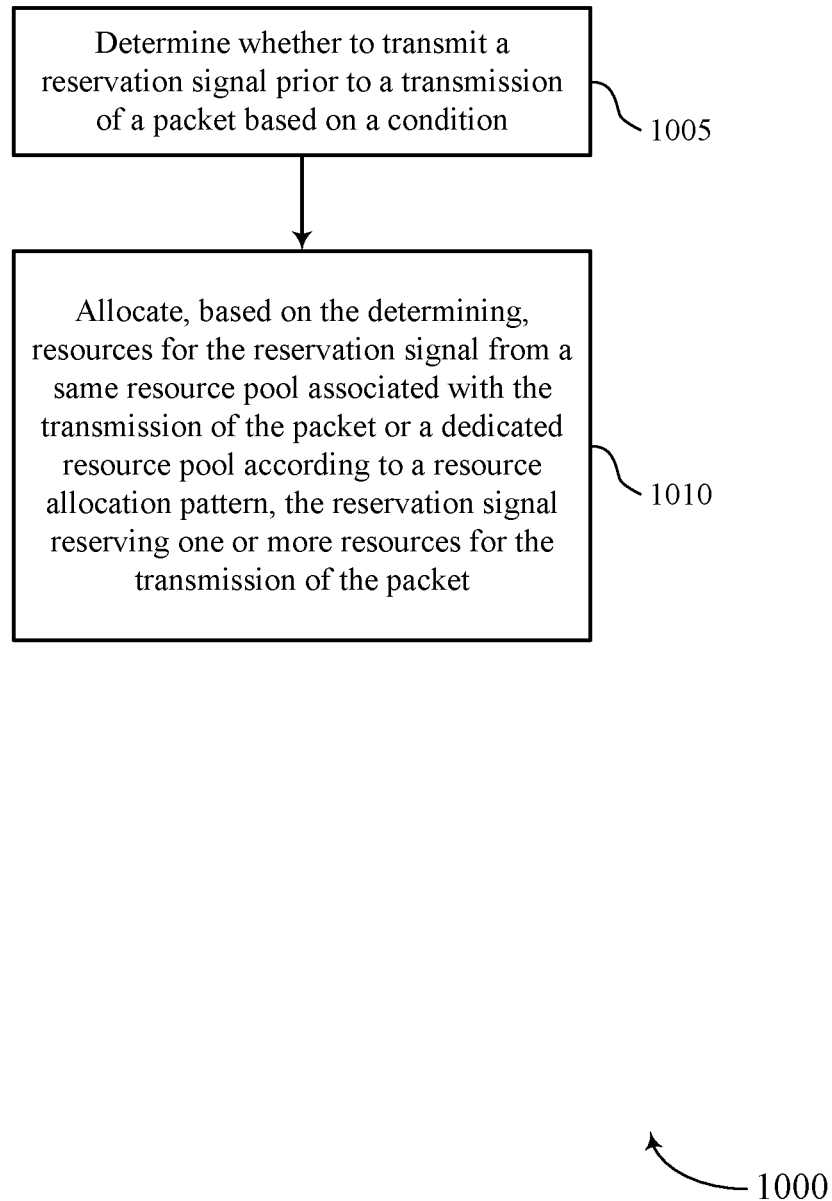 Determine whether to transmit a
reservation signal prior to a transmission
of a packet based on a condition
1005
Allocate, based on the determining,
resources for the reservation signal from a
same resource pool associated with the
transmission of the packet or a dedicated
resource pool according to a resource
allocation pattern, the reservation signal
reserving one or more resources for the
transmission of the packet
1010
1000